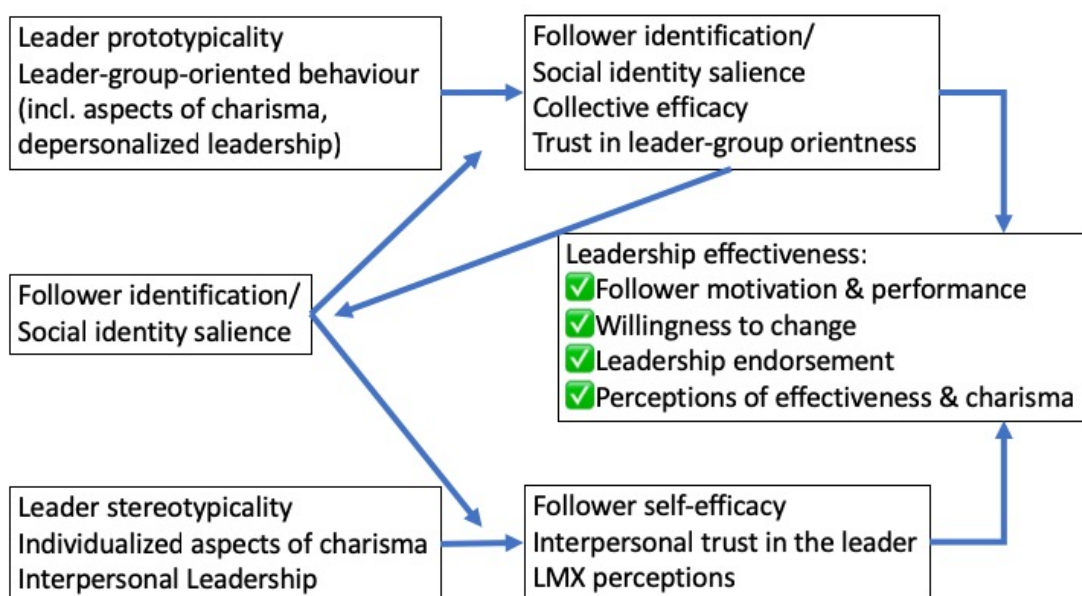 Leader prototypicality
Leader-group-oriented behaviour
(incl. aspects of charisma,
depersonalized leadership)
Follower identification/
Social identity salience
Collective efficacy
Trust in leader-group orientness
Follower identification/
Social identity salience
Leadership effectiveness:
✅Follower motivation & performance
✅Willingness to change
✅Leadership endorsement
✅Perceptions of effectiveness & charisma
Leader stereotypicality
Individualized aspects of charisma
Interpersonal Leadership
Follower self-efficacy
Interpersonal trust in the leader
LMX perceptions